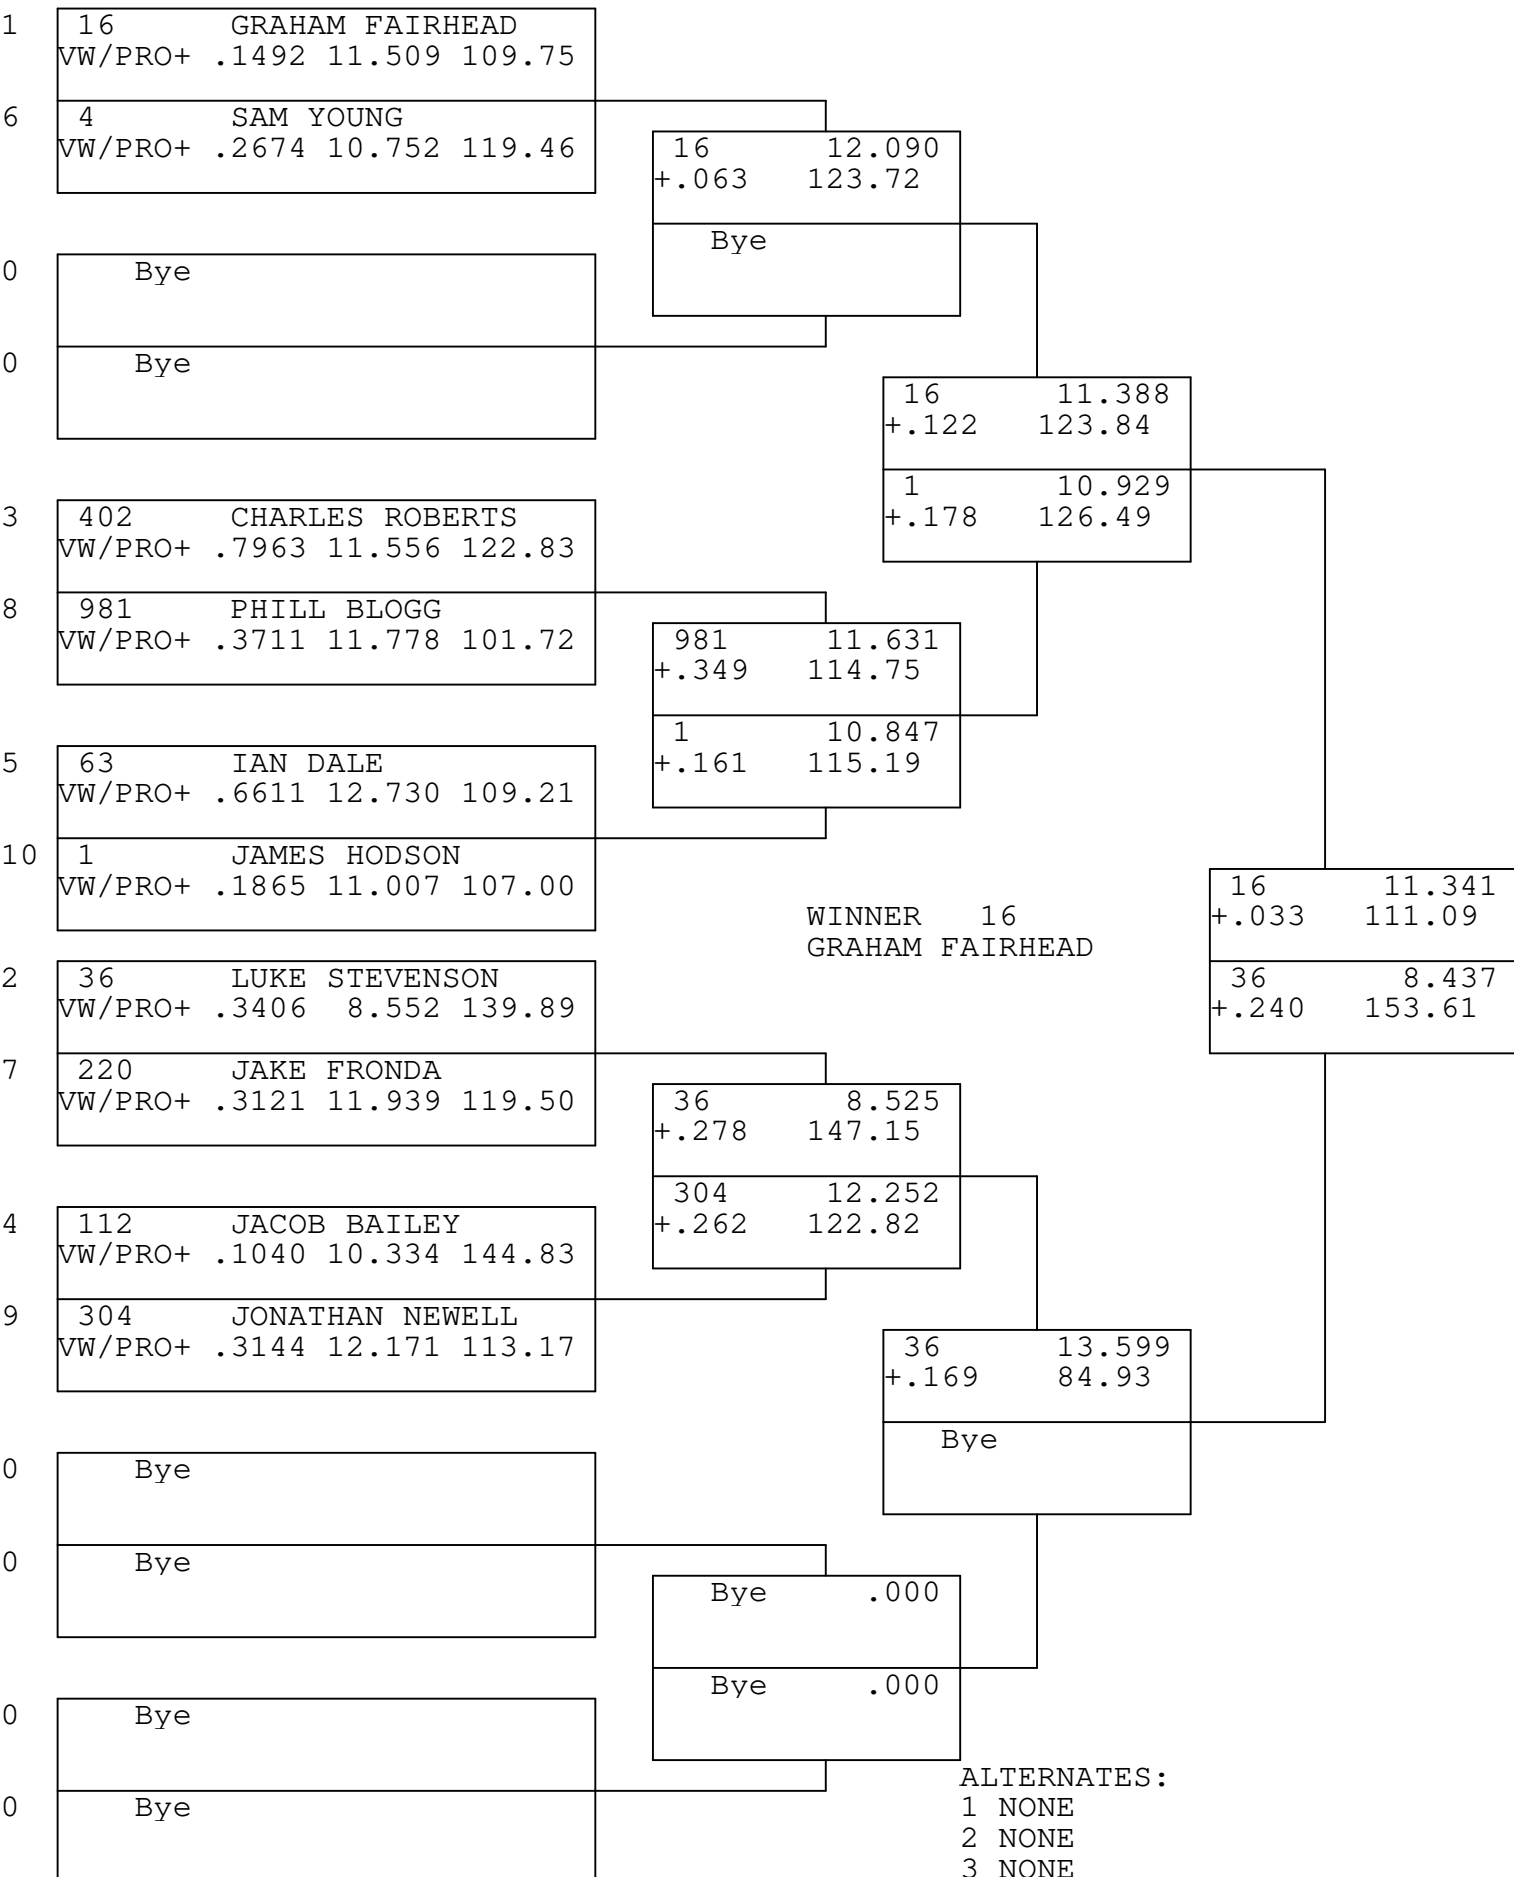 1 16 GRAHAM FAIRHEAD
VW/PRO+ .1492 11.509 109.75
6 4 SAM YOUNG
VW/PRO+ .2674 10.752 119.46
0 Bye
0 Bye
3 402 CHARLES ROBERTS
VW/PRO+ .7963 11.556 122.83
8 981 PHILL BLOGG
VW/PRO+ .3711 11.778 101.72
5 63 IAN DALE
VW/PRO+ .6611 12.730 109.21
10 1 JAMES HODSON
VW/PRO+ .1865 11.007 107.00
2 36 LUKE STEVENSON
VW/PRO+ .3406 8.552 139.89
7 220 JAKE FRONDA
VW/PRO+ .3121 11.939 119.50
4 112 JACOB BAILEY
VW/PRO+ .1040 10.334 144.83
9 304 JONATHAN NEWELL
VW/PRO+ .3144 12.171 113.17
0 Bye
0 Bye
0 Bye
0 Bye
16 12.090
+.063 123.72
Bye
981 11.631
+.349 114.75
1 10.847
+.161 115.19
36 8.525
+.278 147.15
304 12.252
+.262 122.82
Bye .000
Bye .000
16 11.388
+.122 123.84
1 10.929
+.178 126.49
36 13.599
+.169 84.93
Bye
16 11.341
+.033 111.09
36 8.437
+.240 153.61
WINNER 16
GRAHAM FAIRHEAD
ALTERNATES:
1 NONE
2 NONE
3 NONE